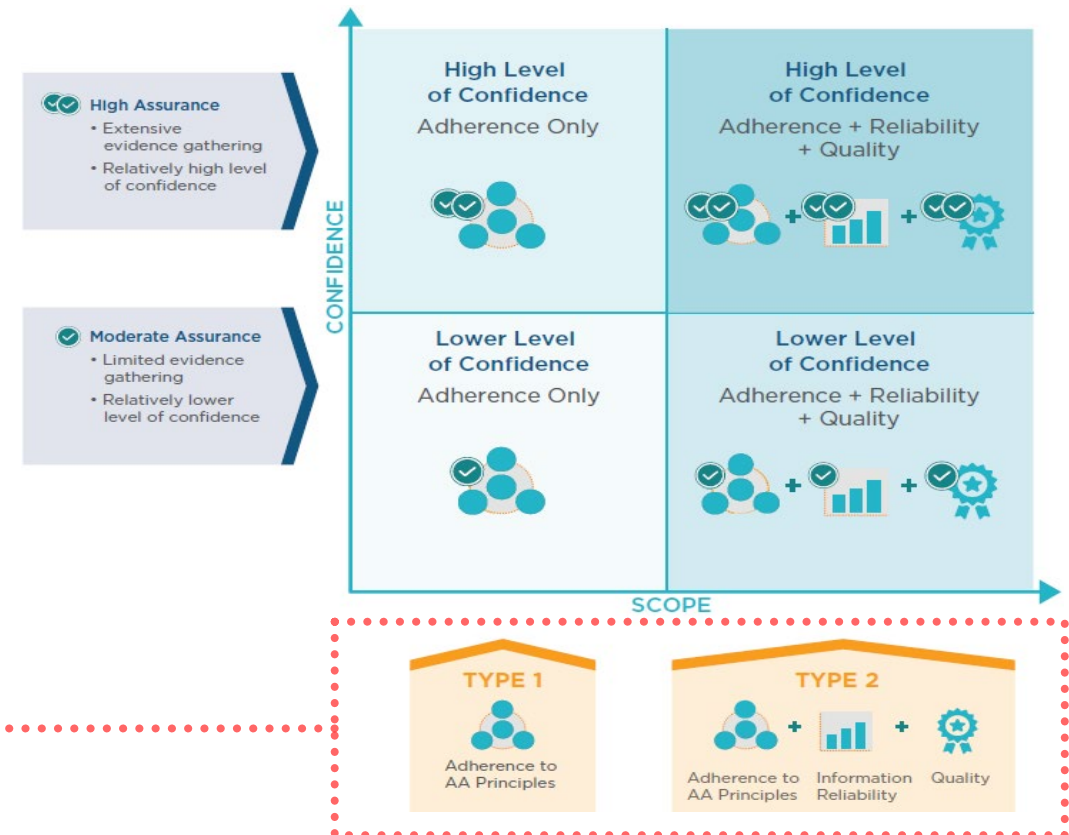 High Assurance
• Extensive
evidence gathering
• Relatively high level
of confidence
Moderate Assurance
• Limited evidence
gathering
• Relatively lower
level of confidence
CONFIDENCE
High Level
of Confidence
Adherence Only
High Level
of Confidence
Adherence + Reliability
+ Quality
+
+
Lower Level
of Confidence
Adherence Only
Lower Level
of Confidence
Adherence + Reliability
+ Quality
+
+
SCOPE
TYPE 1
Adherence to
AA Principles
TYPE 2
+
+
Adherence to
AA Principles
Information
Reliability
Quality